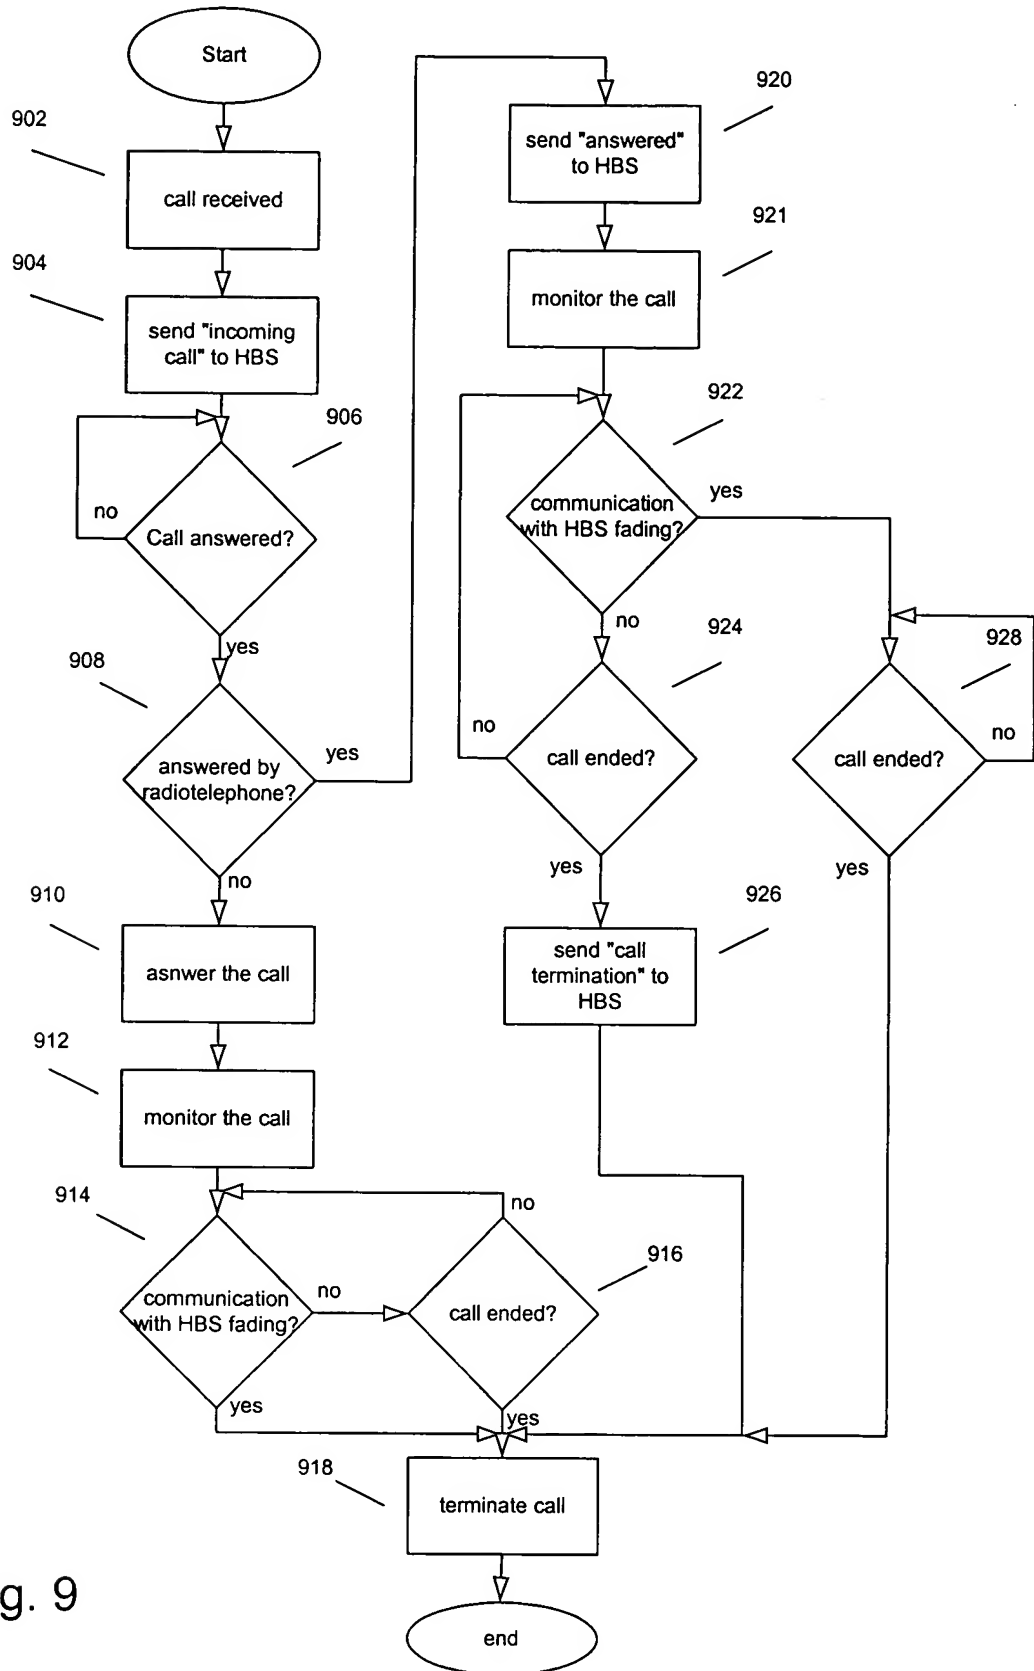 Start
902
call received
904
send "incoming
call" to HBS
906
no
Call answered?
yes
908
answered by
radiotelephone?
yes
no
910
asnwer the call
912
monitor the call
914
communication
with HBS fading?
no
yes
916
no
call ended?
yes
918
terminate call
end
920
send "answered"
to HBS
921
monitor the call
922
communication
with HBS fading?
yes
no
924
no
call ended?
yes
926
send "call
termination" to
HBS
928
call ended?
no
yes
g. 9